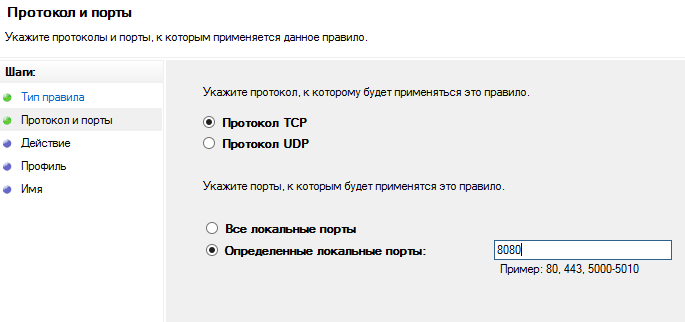 Протокол и порты
Укажите протоколы и порты, к которым применяется данное правило.
Шаги:
Тип правила
Протокол и порты
Действие
Профиль
Имя
Укажите протокол, к которому будет применяться это правило.
Протокол TCP
Протокол UDP
Укажите порты, к которым будет применятся это правило.
Все локальные порты
Определенные локальные порты:
8080
Пример: 80, 443, 5000-5010